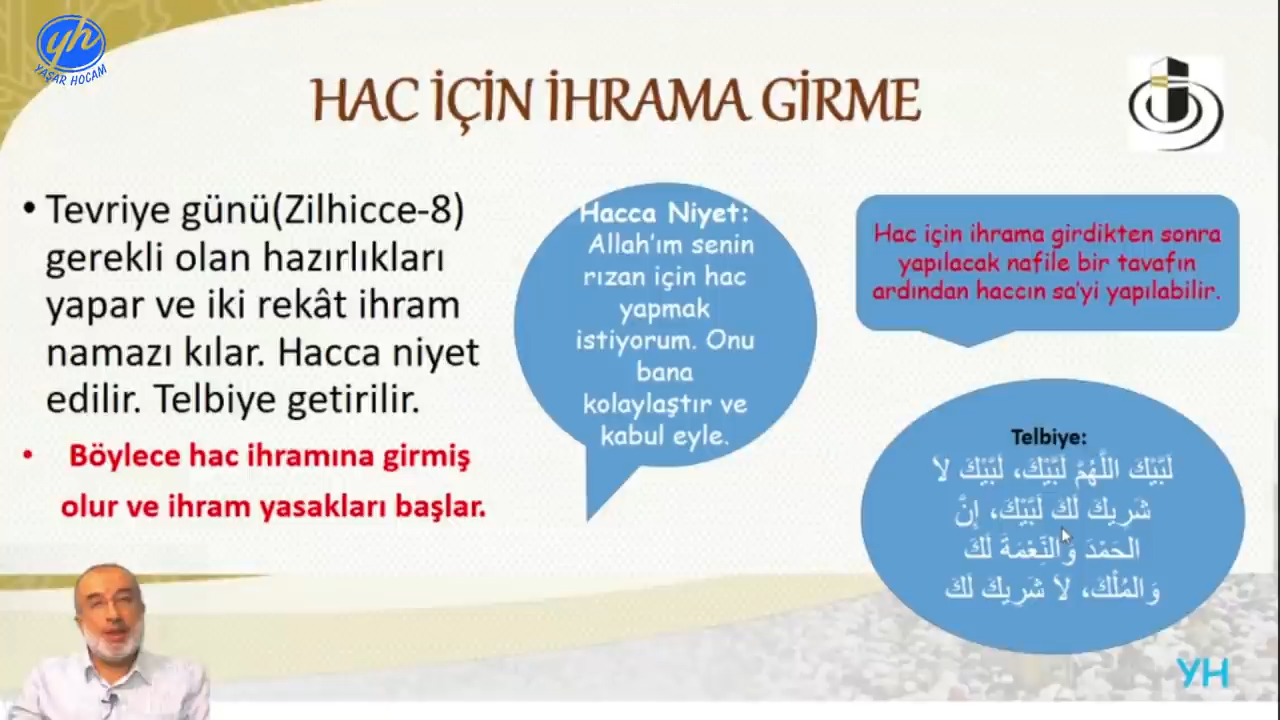 yh
YAŞAR HOCAM
HAC İÇİN İHRAMA GİRME
• Tevriye günü(Zilhicce-8)
gerekli olan hazırlıkları
yapar ve iki rekât ihram
namazı kılar. Hacca niyet
edilir. Telbiye getirilir.
• Böylece hac ihramına girmiş
olur ve ihram yasakları başlar.
Hacca Niyet:
Allah’ım senin
rızan için hac
yapmak
istiyorum. Onu
bana
kolaylaştır ve
kabul eyle.
Hac için ihrama girdikten sonra
yapılacak nafile bir tavafın
ardından haccın sa’yi yapılabilir.
Telbiye:
لَبَّيْكَ اللَّهُمَّ لَبَّيْكَ، لَبَّيْكَ لاَ
شَرِيكَ لَكَ لَبَّيْكَ، إِنَّ
الحَمْدَ وَالنِّعْمَةَ لَكَ
وَالمُلْكَ، لاَ شَرِيكَ لَكَ
YH